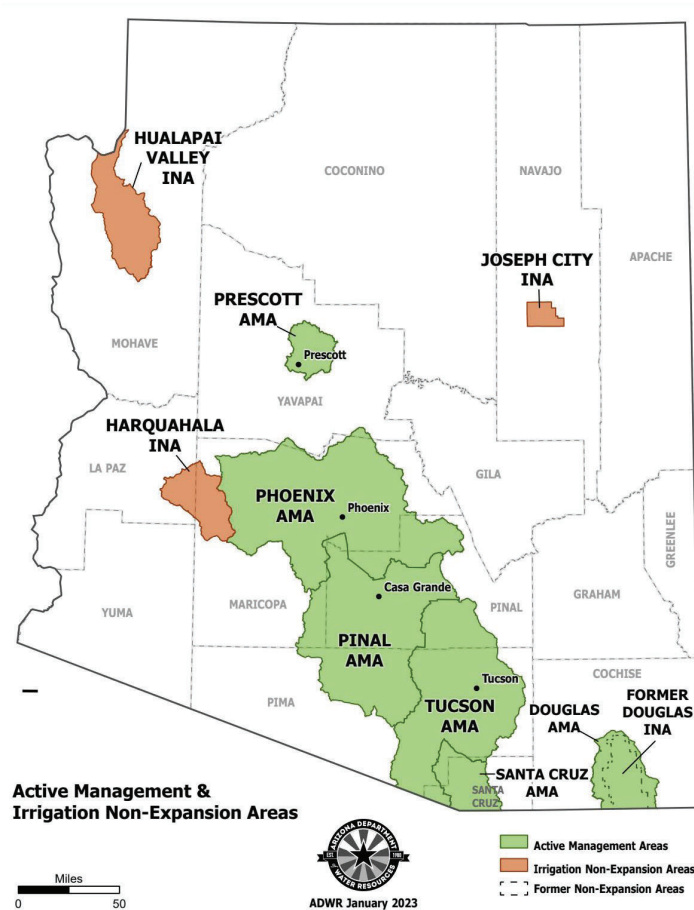 HUALAPAI
VALLEY
INA
COCONINO
NAVAJO
APACHE
JOSEPH CITY
INA
PRESCOTT
AMA
Prescott
MOHAVE
YAVAPAI
HARQUAHALA
INA
LA PAZ
GILA
PHOENIX
AMA
Phoenix
GREENLEE
Casa Grande
GRAHAM
YUMA
MARICOPA
PINAL
PINAL
AMA
COCHISE
Tucson
PIMA
TUCSON
AMA
DOUGLAS
AMA
FORMER
DOUGLAS
INA
SANTA CRUZ
AMA
SANTA
CRUZ
Active Management &
Irrigation Non-Expansion Areas
ARIZONA DEPARTMENT
EST. 1980
WATER RESOURCES
ADWR January 2023
Miles
0 50
Active Management Areas
Irrigation Non-Expansion Areas
Former Non-Expansion Areas